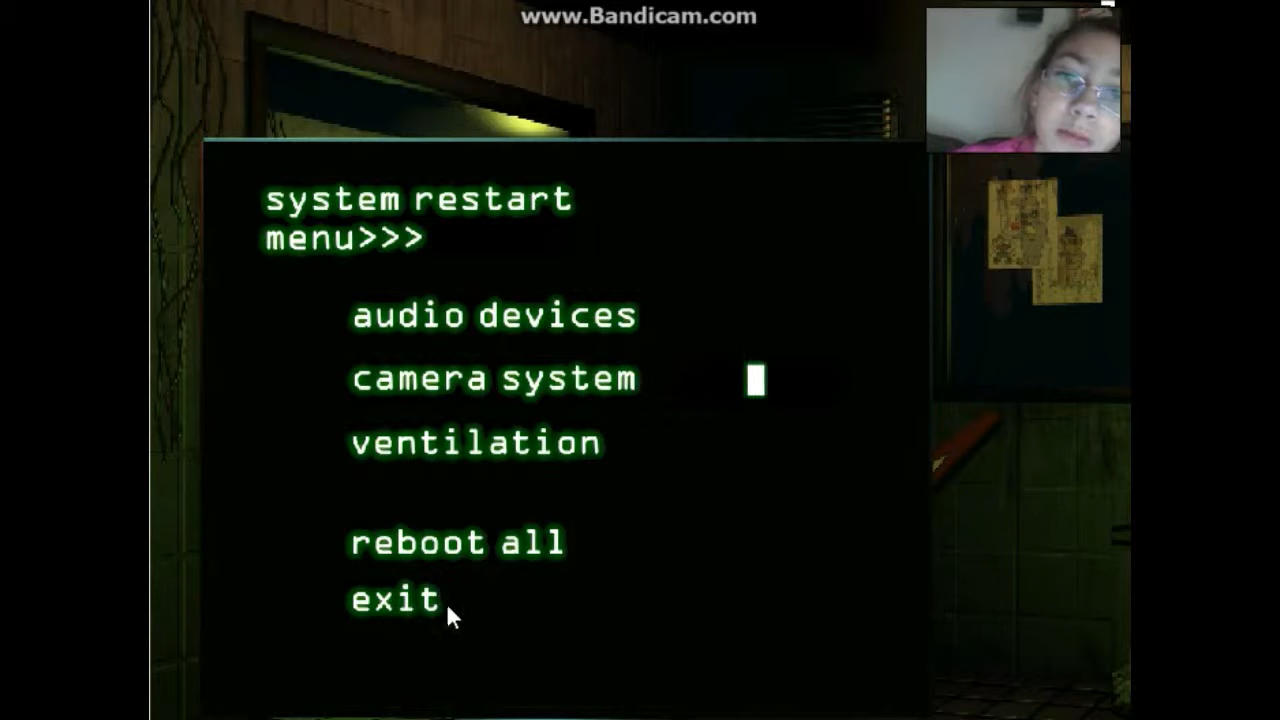 www.Bandicam.com
system restart
menu>>>
audio devices
camera system
ventilation
reboot all
exit